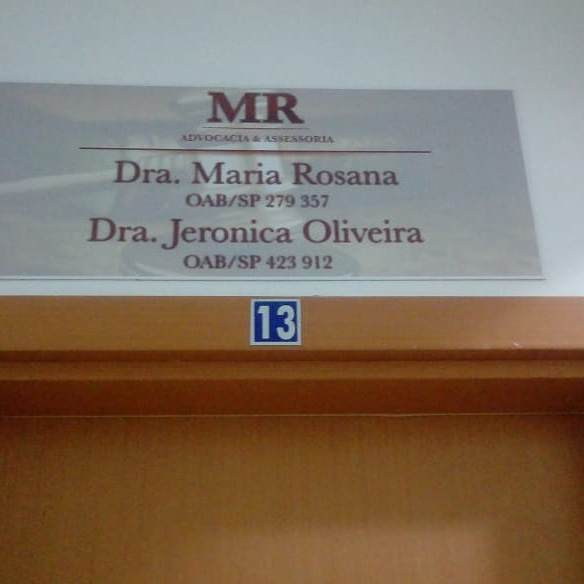 MR
ADVOCACIA & ASSESSORIA
Dra. Maria Rosana
OAB/SP 279 357
Dra. Jeronica Oliveira
OAB/SP 423 912
13